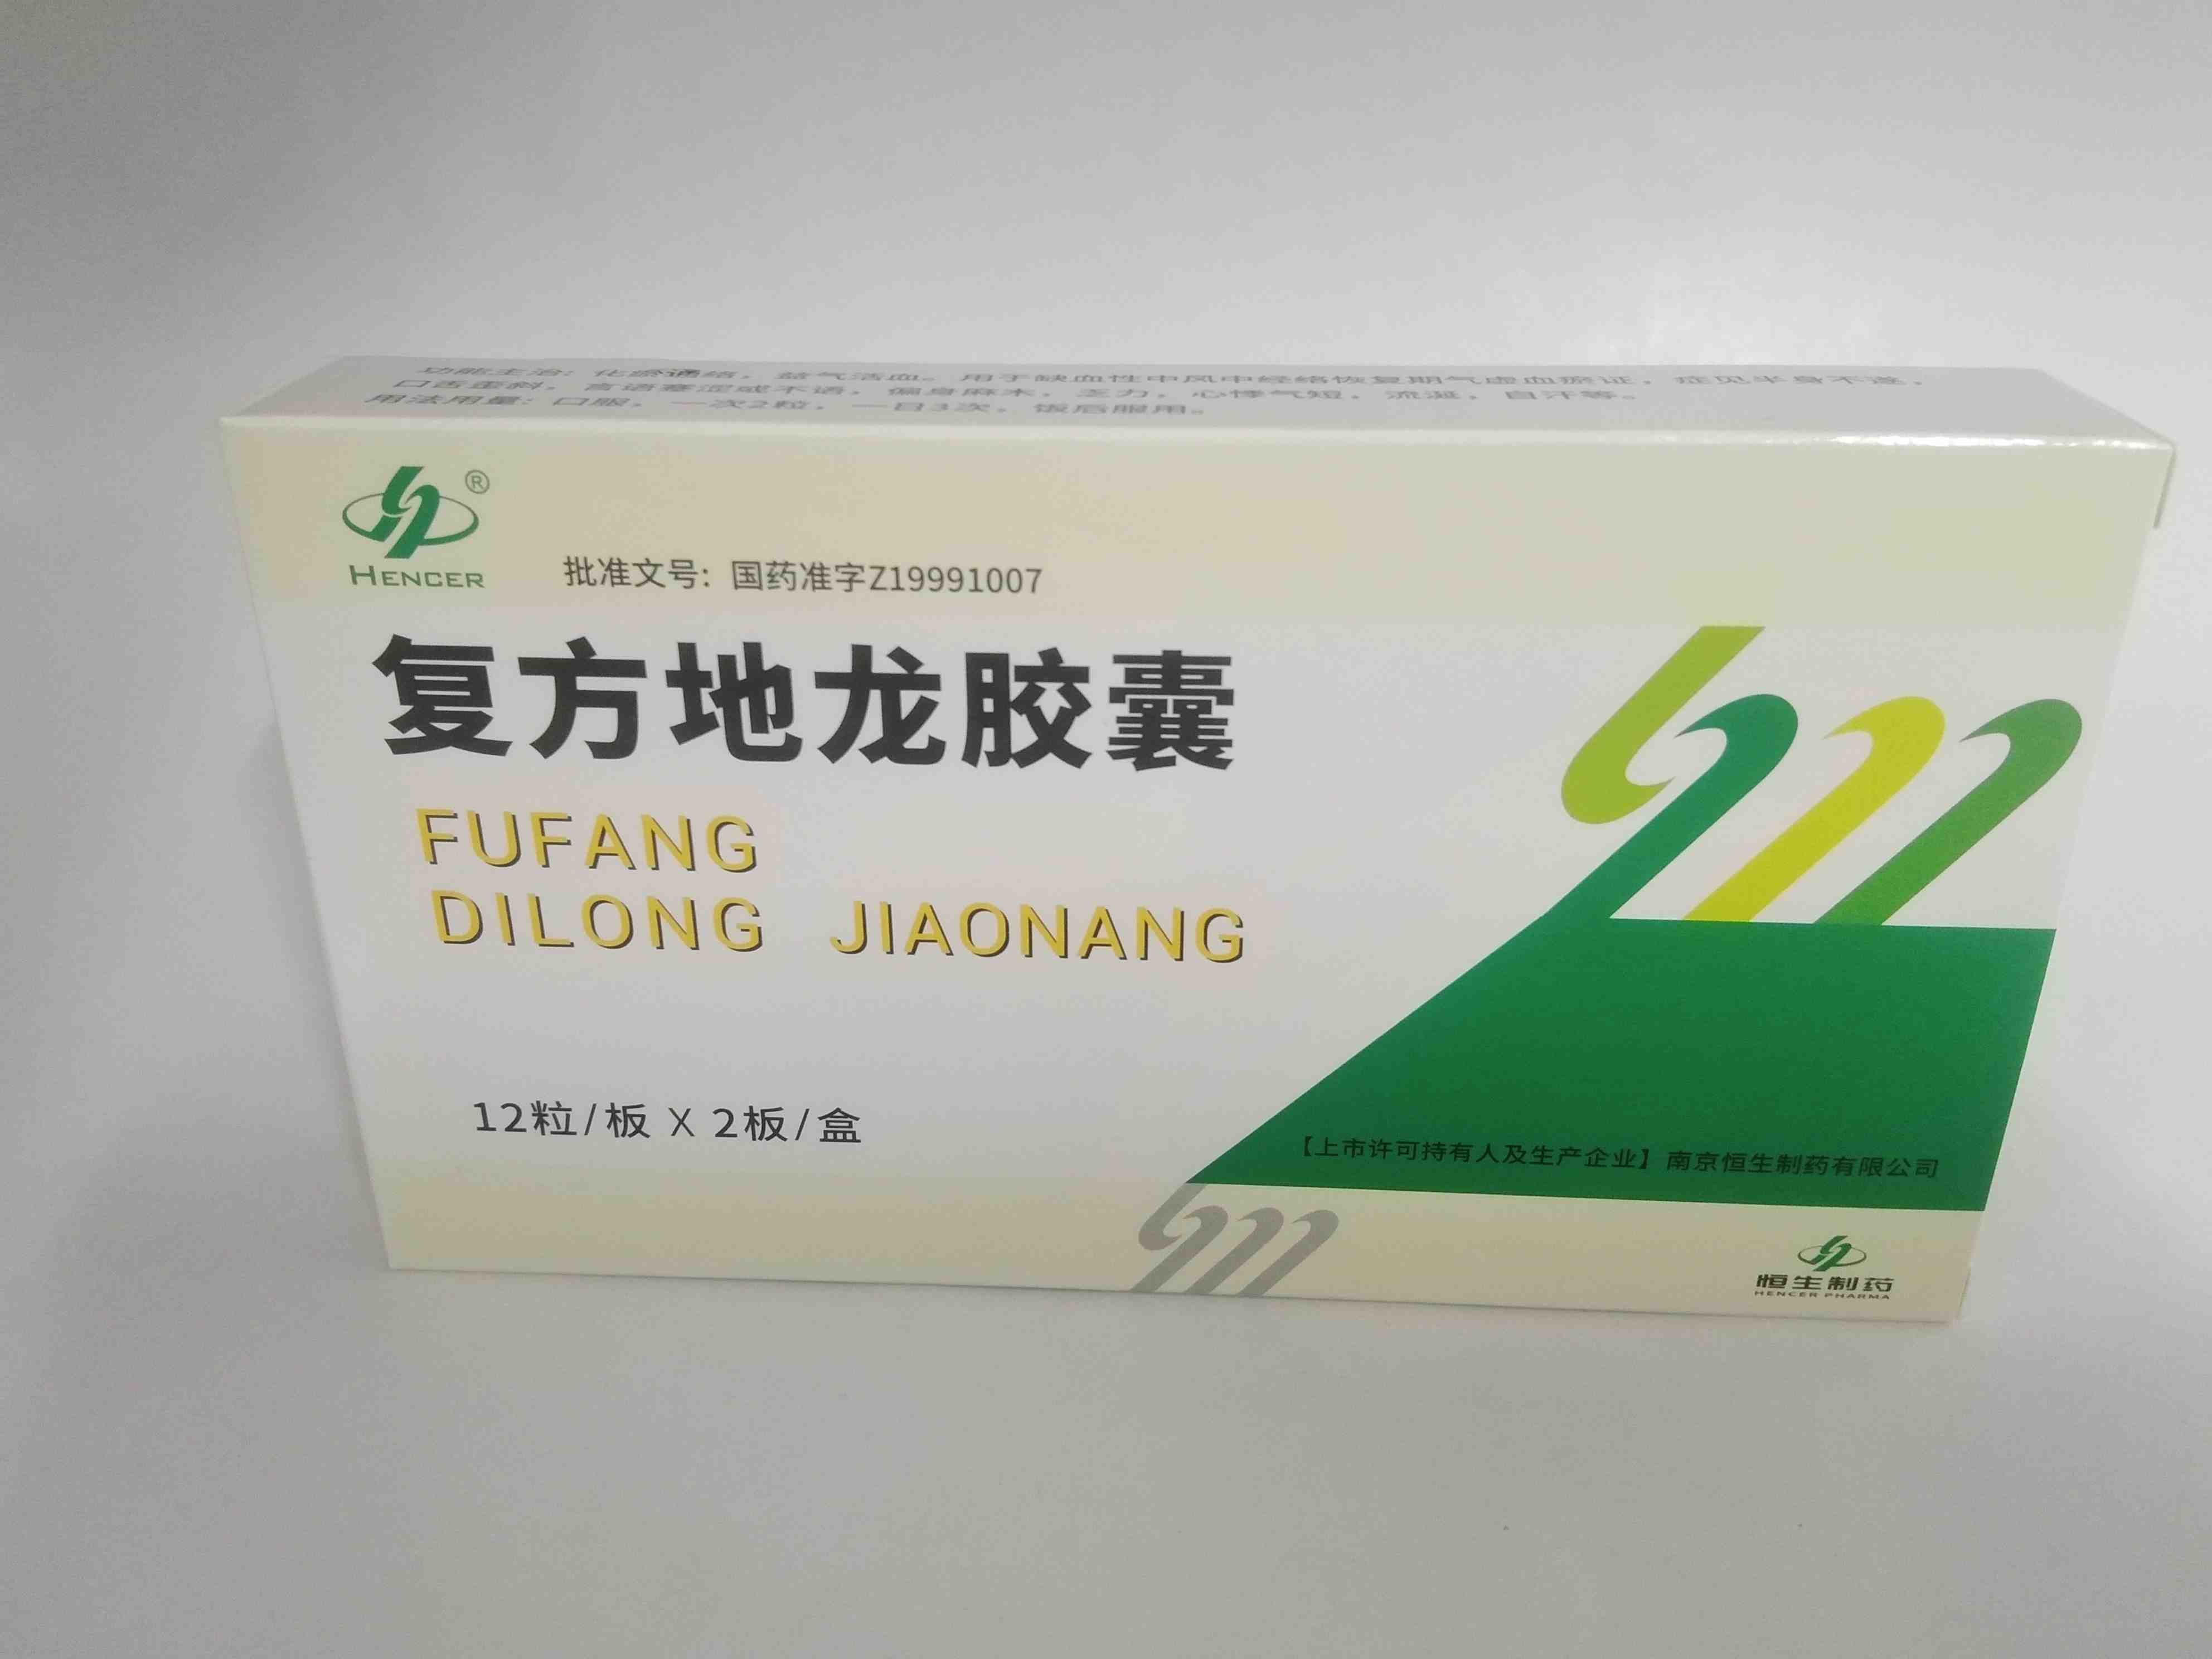 功能主治：化瘀通络，益气活血。用于缺血性中风中经络恢复期气虚血瘀证，症见半身不遂，
口舌歪斜，言语蹇涩或不语，偏身麻木，乏力，心悸气短，流涎，自汗等。
用法用量：口服，一次2粒，一日3次，饭后服用。
®
HENCER
批准文号：国药准字Z19991007
复方地龙胶囊
FUFANG
DILONG JIAONANG
12粒/板 X 2板/盒
【上市许可持有人及生产企业】南京恒生制药有限公司
恒生制药
HENCER PHARMA